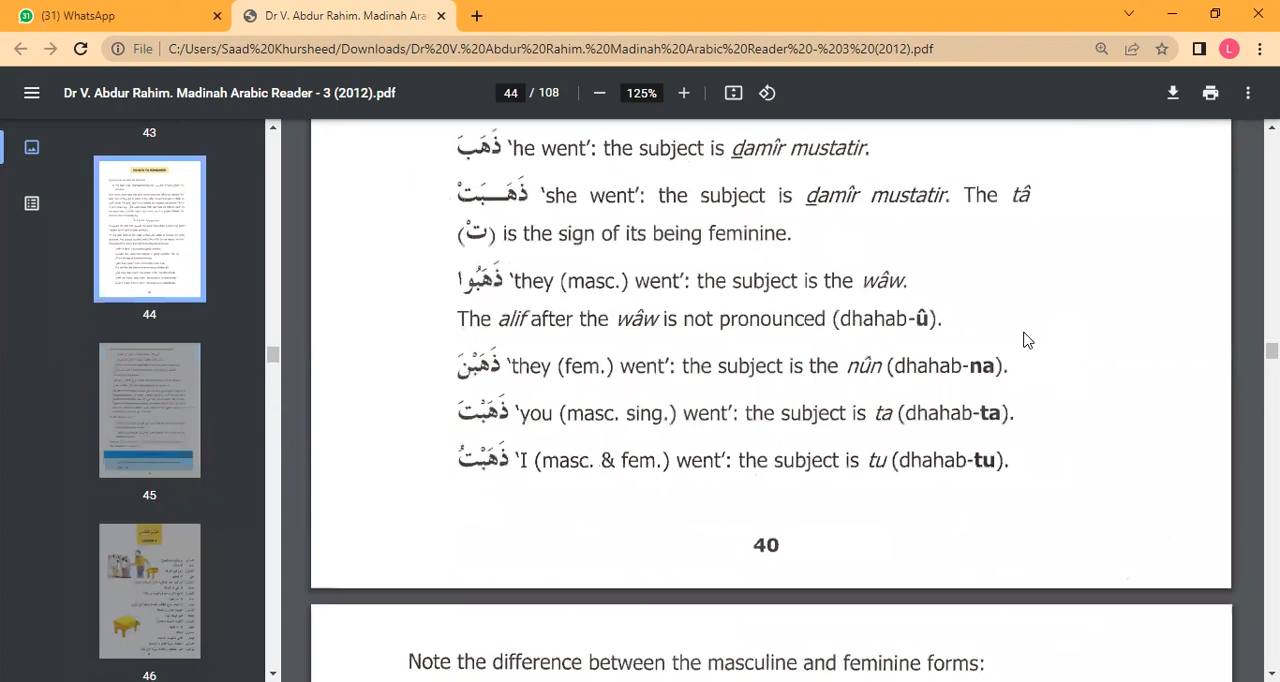 (31) WhatsApp
Dr V. Abdur Rahim. Madinah Ara
File C:/Users/Saad%20Khursheed/Downloads/Dr%20V.%20Abdur%20Rahim.%20Madinah%20Arabic%20Reader%20-%203%20(2012).pdf
L
Dr V. Abdur Rahim. Madinah Arabic Reader - 3 (2012).pdf
44 / 108
125%
43
44
45
46
ذَهَبَ 'he went': the subject is damîr mustatir.
ذَهَــبَتْ 'she went': the subject is damîr mustatir. The tâ
(تْ) is the sign of its being feminine.
ذَهَبُوا 'they (masc.) went': the subject is the wâw.
The alif after the wâw is not pronounced (dhahab-û).
ذَهَبْنَ 'they (fem.) went': the subject is the nûn (dhahab-na).
ذَهَبْتَ 'you (masc. sing.) went': the subject is ta (dhahab-ta).
ذَهَبْتُ 'I (masc. & fem.) went': the subject is tu (dhahab-tu).
40
Note the difference between the masculine and feminine forms: